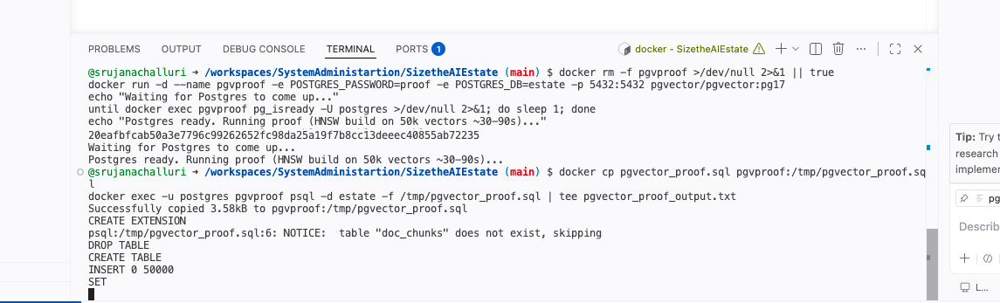 PROBLEMS OUTPUT DEBUG CONSOLE TERMINAL PORTS 1 docker - SizetheAIEstate
@srujanachalluri → /workspaces/SystemAdministartion/SizetheAIEstate (main) $ docker rm -f pgvproof >/dev/null 2>&1 || true
docker run -d --name pgvproof -e POSTGRES_PASSWORD=proof -e POSTGRES_DB=estate -p 5432:5432 pgvector/pgvector:pg17
echo "Waiting for Postgres to come up..."
until docker exec pgvproof pg_isready -U postgres >/dev/null 2>&1; do sleep 1; done
echo "Postgres ready. Running proof (HNSW build on 50k vectors ~30-90s)..."
20eafbfcab50a3e7796c99262652fc98da25a19f7b8cc13deeec40855ab72235
Waiting for Postgres to come up...
Postgres ready. Running proof (HNSW build on 50k vectors ~30-90s)...
@srujanachalluri → /workspaces/SystemAdministartion/SizetheAIEstate (main) $ docker cp pgvector_proof.sql pgvproof:/tmp/pgvector_proof.sq
l
docker exec -u postgres pgvproof psql -d estate -f /tmp/pgvector_proof.sql | tee pgvector_proof_output.txt
Successfully copied 3.58kB to pgvproof:/tmp/pgvector_proof.sql
CREATE EXTENSION
psql:/tmp/pgvector_proof.sql:6: NOTICE:  table "doc_chunks" does not exist, skipping
DROP TABLE
CREATE TABLE
INSERT 0 50000
SET
Tip: Try t
research
implemer
pg
Describ
L...